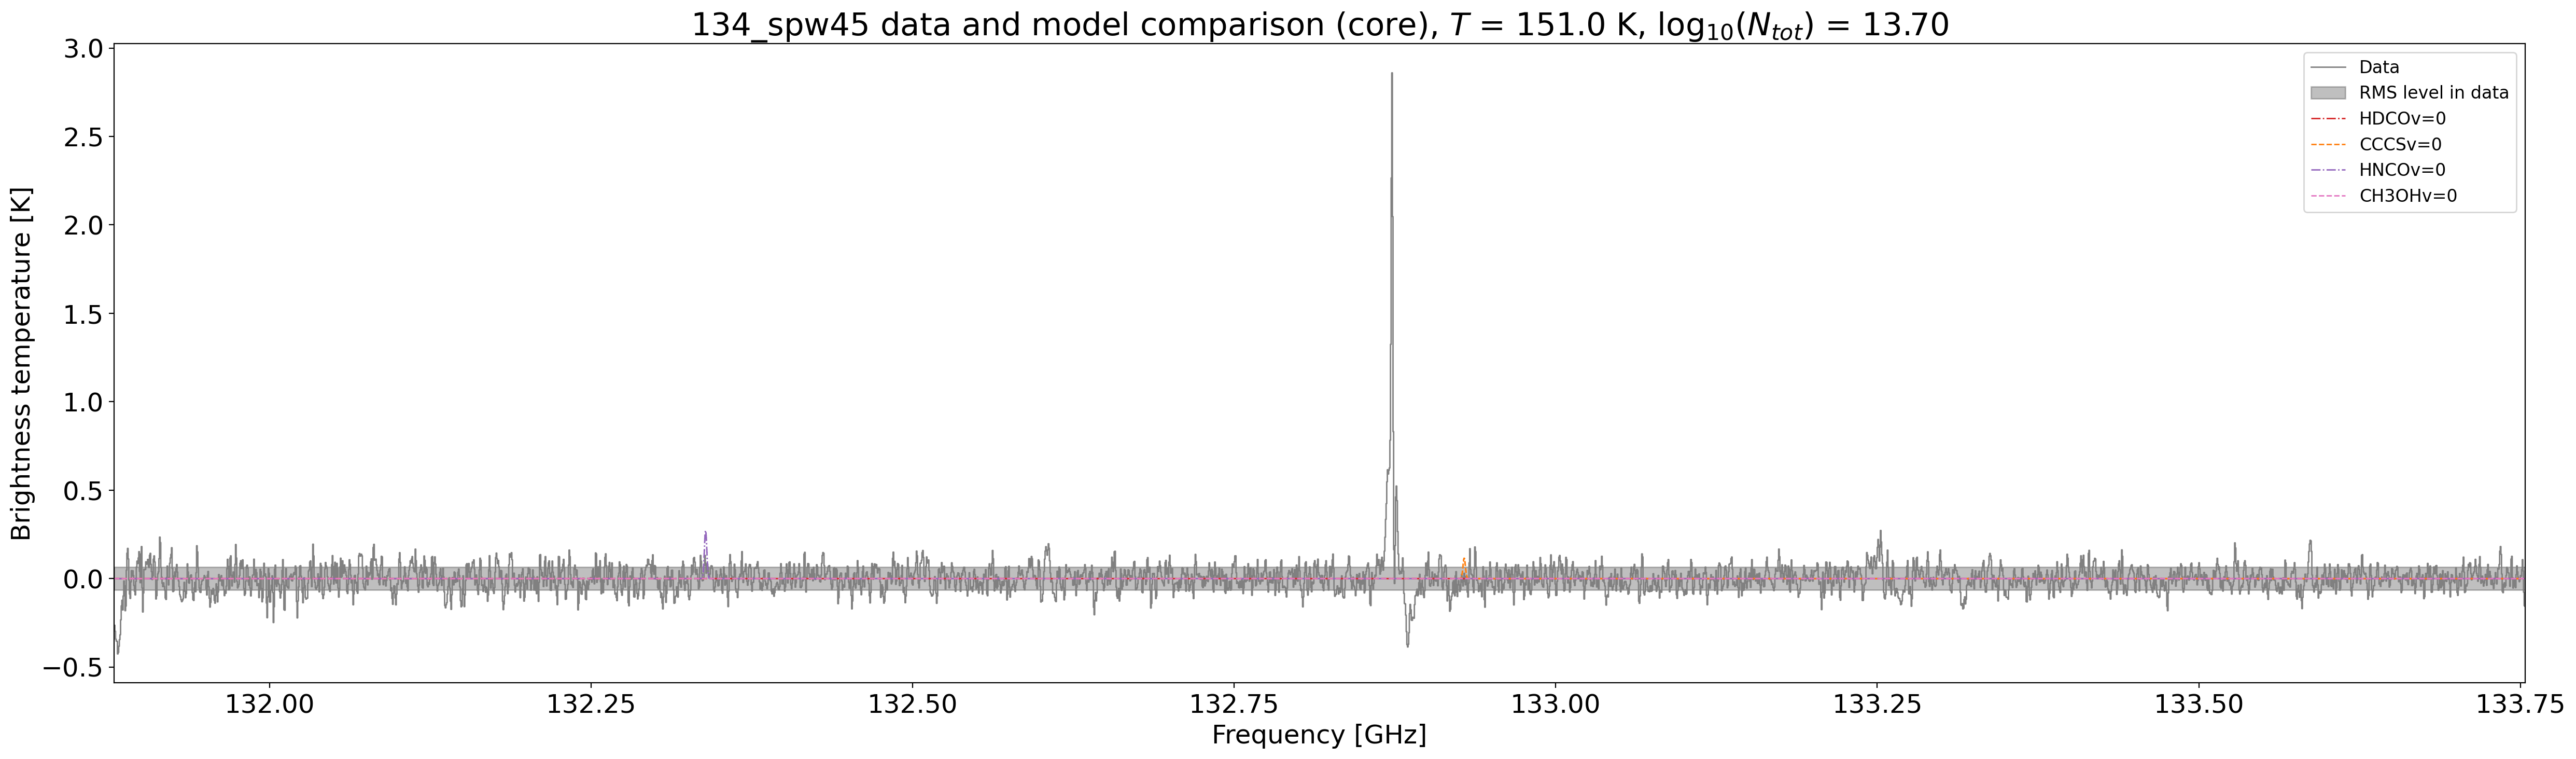 134_spw45 data and model comparison (core), T = 151.0 K, log₁₀(Nₜₒₜ) = 13.70
Brightness temperature [K]
3.0
2.5
2.0
1.5
1.0
0.5
0.0
−0.5
Data
RMS level in data
HDCOv=0
CCCSv=0
HNCOv=0
CH3OHv=0
132.00 132.25 132.50 132.75 133.00 133.25 133.50 133.75
Frequency [GHz]